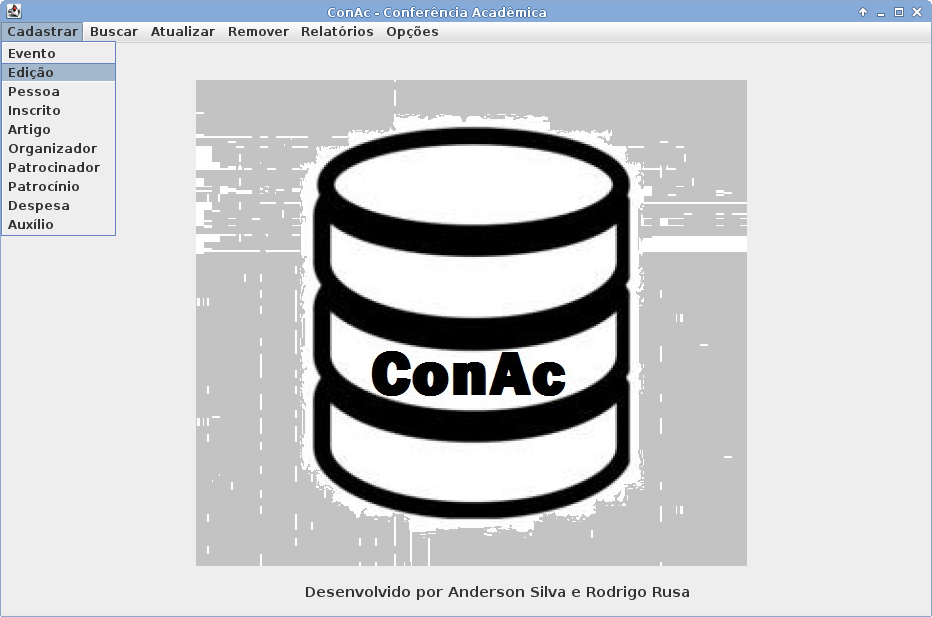 ConAc - Conferência Acadêmica
Cadastrar Buscar Atualizar Remover Relatórios Opções
Evento
Edição
Pessoa
Inscrito
Artigo
Organizador
Patrocinador
Patrocínio
Despesa
Auxílio
ConAc
Desenvolvido por Anderson Silva e Rodrigo Rusa